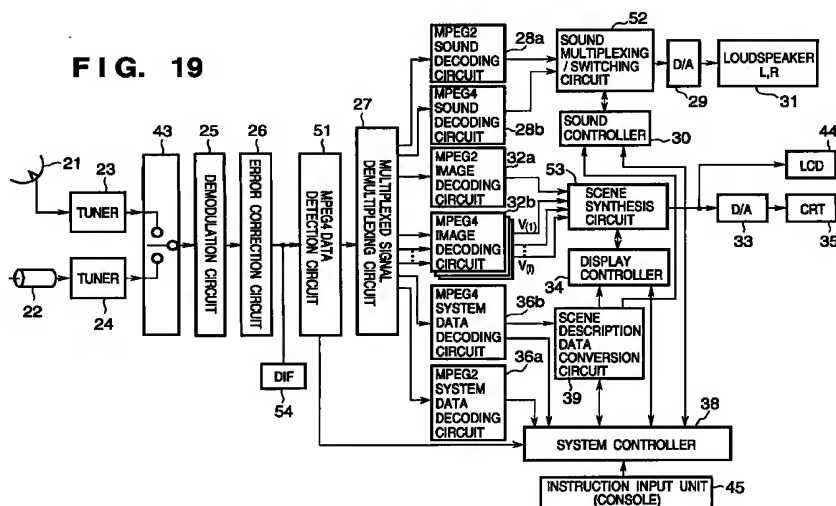 FIG. 19
21
23
TUNER
22
TUNER
24
43
25
DEMODULATION CIRCUIT
26
ERROR CORRECTION CIRCUIT
DIF
54
51
MPEG4 DATA
DETECTION CIRCUIT
27
MULTIPLEXED SIGNAL
DEMULTIPLEXING CIRCUIT
MPEG2
SOUND
DECODING
CIRCUIT
28a
MPEG4
SOUND
DECODING
CIRCUIT
28b
MPEG2
IMAGE
DECODING
CIRCUIT
32a
MPEG4
IMAGE
DECODING
CIRCUIT
32b
V(1)
V(i)
MPEG4
SYSTEM
DATA
DECODING
CIRCUIT
36b
MPEG2
SYSTEM
DATA
DECODING
CIRCUIT
36a
52
SOUND
MULTIPLEXING
/ SWITCHING
CIRCUIT
D/A
29
LOUDSPEAKER
L,R
31
SOUND CONTROLLER
30
53
SCENE
SYNTHESIS
CIRCUIT
44
LCD
D/A
33
CRT
35
DISPLAY
CONTROLLER
34
SCENE
DESCRIPTION
DATA
CONVERSION
CIRCUIT
39
38
SYSTEM CONTROLLER
INSTRUCTION INPUT UNIT
(CONSOLE)
45